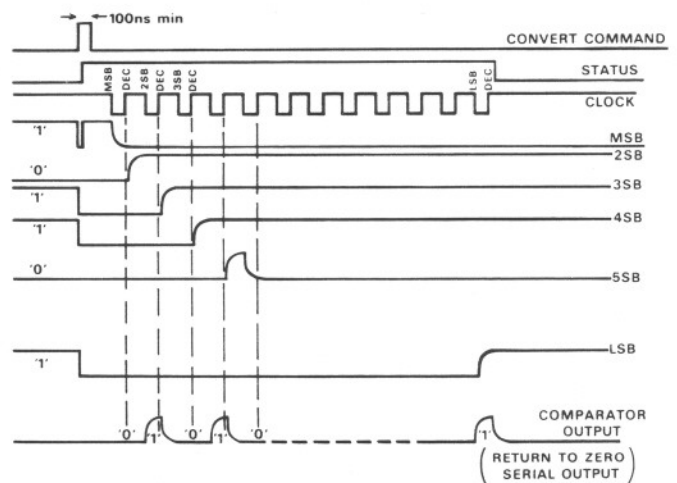 100ns min
CONVERT COMMAND
STATUS
MSB DEC 2SB DEC 3SB DEC LSB DEC
CLOCK
'1'
MSB
'0'
2SB
'1'
3SB
'1'
4SB
'0'
5SB
'1'
LSB
COMPARATOR
OUTPUT
'0' '1' '0' '1' '0' '1'
(RETURN TO ZERO
SERIAL OUTPUT)